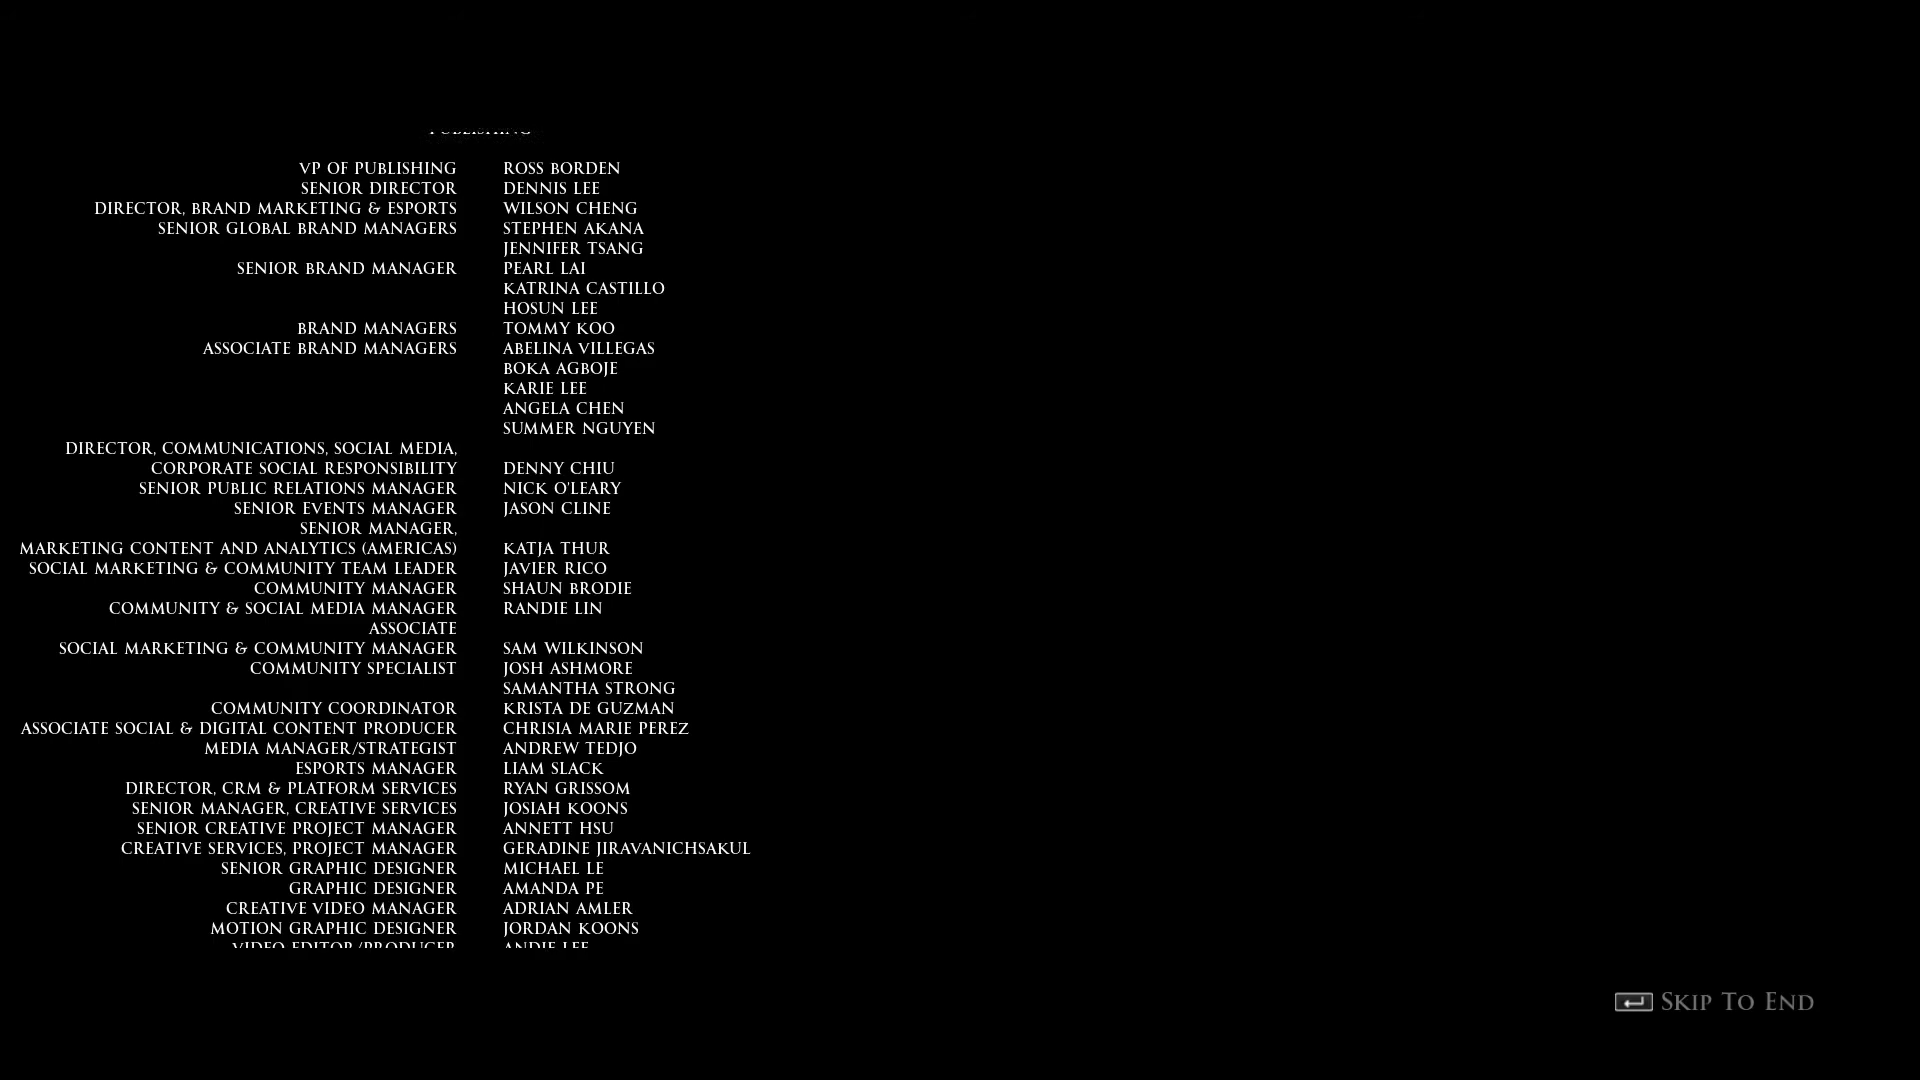 PUBLISHING
VP OF PUBLISHING ROSS BORDEN
SENIOR DIRECTOR DENNIS LEE
DIRECTOR, BRAND MARKETING & ESPORTS WILSON CHENG
SENIOR GLOBAL BRAND MANAGERS STEPHEN AKANA
JENNIFER TSANG
SENIOR BRAND MANAGER PEARL LAI
KATRINA CASTILLO
HOSUN LEE
BRAND MANAGERS TOMMY KOO
ASSOCIATE BRAND MANAGERS ABELINA VILLEGAS
BOKA AGBOJE
KARIE LEE
ANGELA CHEN
SUMMER NGUYEN
DIRECTOR, COMMUNICATIONS, SOCIAL MEDIA,
CORPORATE SOCIAL RESPONSIBILITY DENNY CHIU
SENIOR PUBLIC RELATIONS MANAGER NICK O'LEARY
SENIOR EVENTS MANAGER JASON CLINE
SENIOR MANAGER,
MARKETING CONTENT AND ANALYTICS (AMERICAS) KATJA THUR
SOCIAL MARKETING & COMMUNITY TEAM LEADER JAVIER RICO
COMMUNITY MANAGER SHAUN BRODIE
COMMUNITY & SOCIAL MEDIA MANAGER RANDIE LIN
ASSOCIATE
SOCIAL MARKETING & COMMUNITY MANAGER SAM WILKINSON
COMMUNITY SPECIALIST JOSH ASHMORE
SAMANTHA STRONG
COMMUNITY COORDINATOR KRISTA DE GUZMAN
ASSOCIATE SOCIAL & DIGITAL CONTENT PRODUCER CHRISIA MARIE PEREZ
MEDIA MANAGER/STRATEGIST ANDREW TEDJO
ESPORTS MANAGER LIAM SLACK
DIRECTOR, CRM & PLATFORM SERVICES RYAN GRISSOM
SENIOR MANAGER, CREATIVE SERVICES JOSIAH KOONS
SENIOR CREATIVE PROJECT MANAGER ANNETT HSU
CREATIVE SERVICES, PROJECT MANAGER GERADINE JIRAVANICHSAKUL
SENIOR GRAPHIC DESIGNER MICHAEL LE
GRAPHIC DESIGNER AMANDA PE
CREATIVE VIDEO MANAGER ADRIAN AMLER
MOTION GRAPHIC DESIGNER JORDAN KOONS
VIDEO EDITOR/PRODUCER ANDIE LEE
SKIP TO END